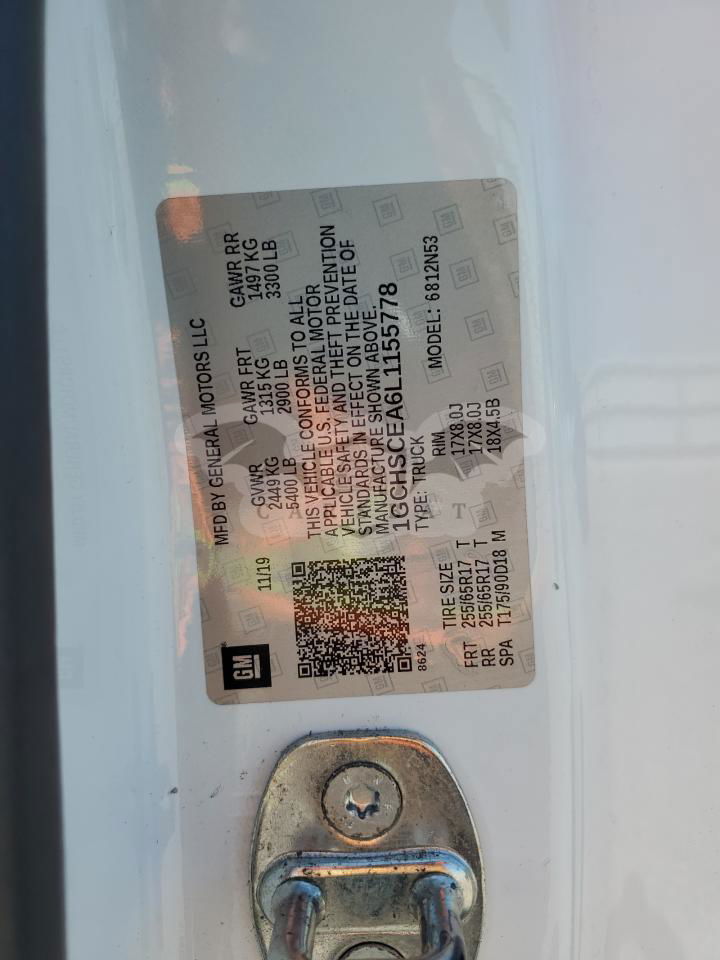 GM
MFD BY GENERAL MOTORS LLC
11/19
GVWR GAWR FRT GAWR RR
2449 KG 1315 KG 1497 KG
5400 LB 2900 LB 3300 LB
THIS VEHICLE CONFORMS TO ALL
APPLICABLE U.S. FEDERAL MOTOR
VEHICLE SAFETY AND THEFT PREVENTION
STANDARDS IN EFFECT ON THE DATE OF
MANUFACTURE SHOWN ABOVE.
1GCHSCEA6L1155778
8624
TYPE: TRUCK MODEL: 6812N53
TIRE SIZE RIM
FRT 255/65R17 T 17X8.0J
RR 255/65R17 T 17X8.0J
SPA T175/90D18 M 18X4.5B